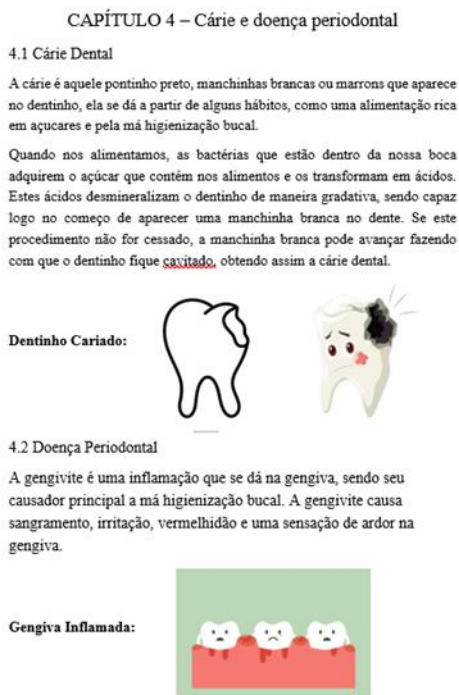 CAPÍTULO 4 – Cárie e doença periodontal
4.1 Cárie Dental
A cárie é aquele pontinho preto, manchinhas brancas ou marrons que aparece
no dentinho, ela se dá a partir de alguns hábitos, como uma alimentação rica
em açucares e pela má higienização bucal.
Quando nos alimentamos, as bactérias que estão dentro da nossa boca
adquirem o açúcar que contém nos alimentos e os transformam em ácidos.
Estes ácidos desmineralizam o dentinho de maneira gradativa, sendo capaz
logo no começo de aparecer uma manchinha branca no dente. Se este
procedimento não for cessado, a manchinha branca pode avançar fazendo
com que o dentinho fique cavitado, obtendo assim a cárie dental.
Dentinho Cariado:
4.2 Doença Periodontal
A gengivite é uma inflamação que se dá na gengiva, sendo seu
causador principal a má higienização bucal. A gengivite causa
sangramento, irritação, vermelhidão e uma sensação de ardor na
gengiva.
Gengiva Inflamada: